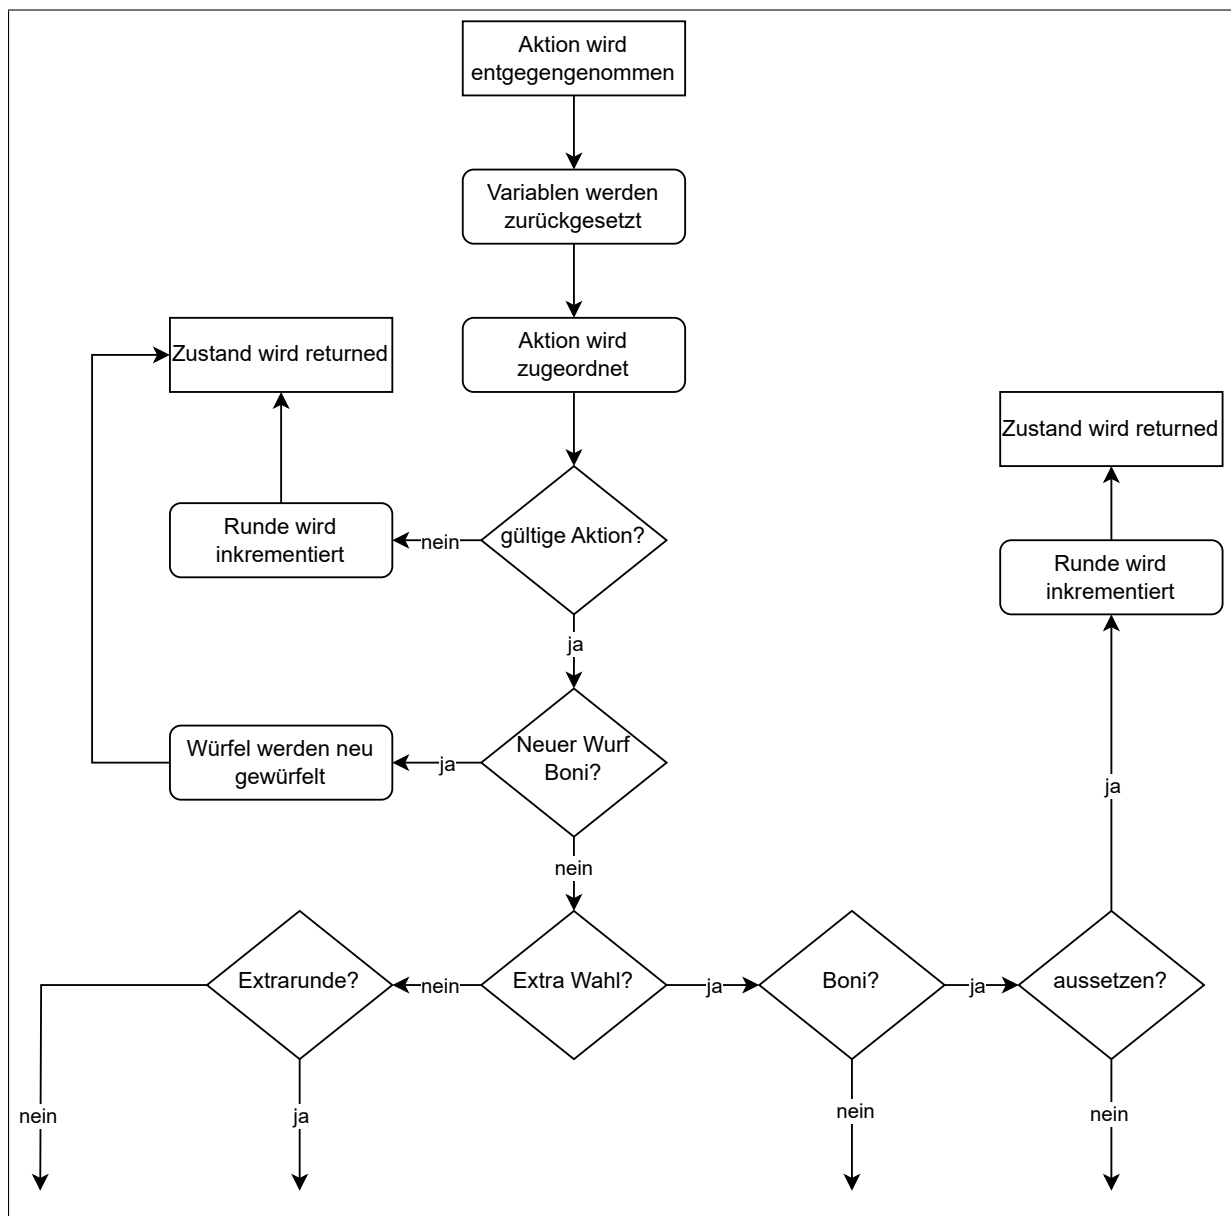 Aktion wird
entgegengenommen
Variablen werden
zurückgesetzt
Zustand wird returned
Aktion wird
zugeordnet
Zustand wird returned
Runde wird
inkrementiert
nein
gültige Aktion?
Runde wird
inkrementiert
ja
Würfel werden neu
gewürfelt
ja
Neuer Wurf
Boni?
ja
nein
Extrarunde?
nein
Extra Wahl?
ja
Boni?
ja
aussetzen?
nein
ja
nein
nein